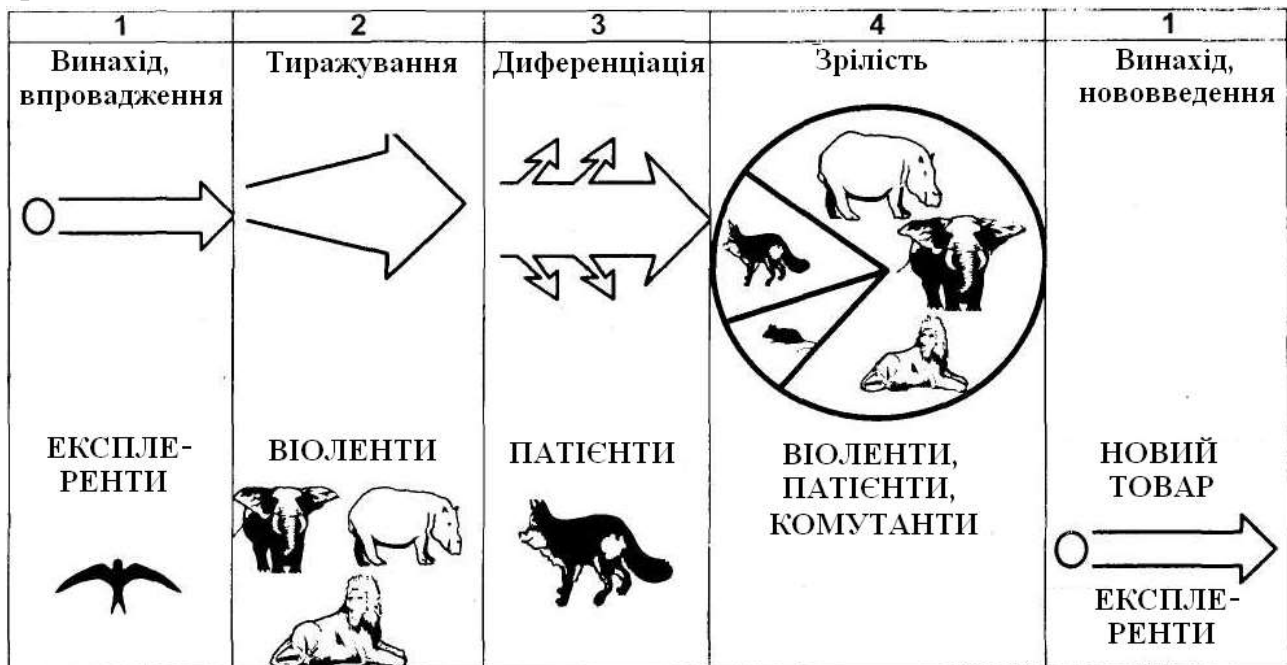 1
2
3
4
1
Винахід,
впровадження
Тиражування
Диференціація
Зрілість
Винахід,
нововведення
ЕКСПЛЕ-
РЕНТИ
ВІОЛЕНТИ
ПАТІЄНТИ
ВІОЛЕНТИ,
ПАТІЄНТИ,
КОМУТАНТИ
НОВИЙ
ТОВАР
ЕКСПЛЕ-
РЕНТИ